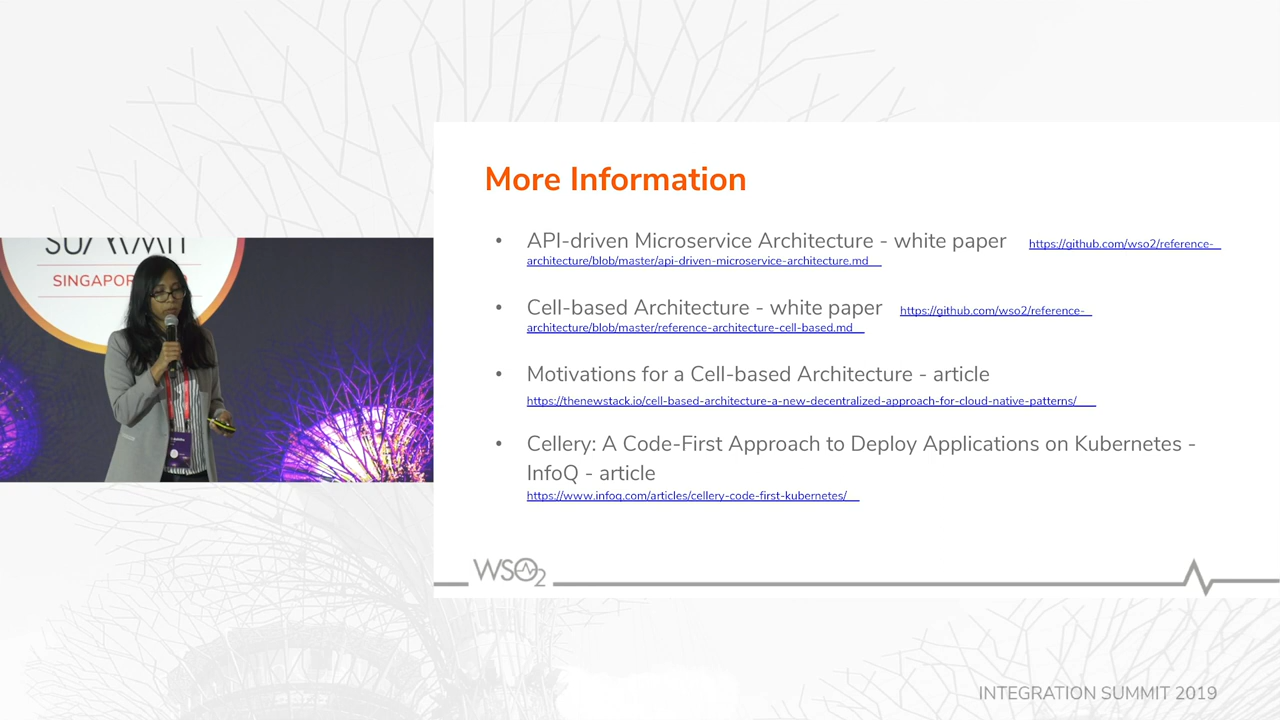 SUMMIT
SINGAPOR
More Information
• API-driven Microservice Architecture - white paper https://github.com/wso2/reference-
architecture/blob/master/api-driven-microservice-architecture.md
• Cell-based Architecture - white paper https://github.com/wso2/reference-
architecture/blob/master/reference-architecture-cell-based.md
• Motivations for a Cell-based Architecture - article
https://thenewstack.io/cell-based-architecture-a-new-decentralized-approach-for-cloud-native-patterns/
• Cellery: A Code-First Approach to Deploy Applications on Kubernetes -
InfoQ - article
https://www.infoq.com/articles/cellery-code-first-kubernetes/
WSO2
INTEGRATION SUMMIT 2019